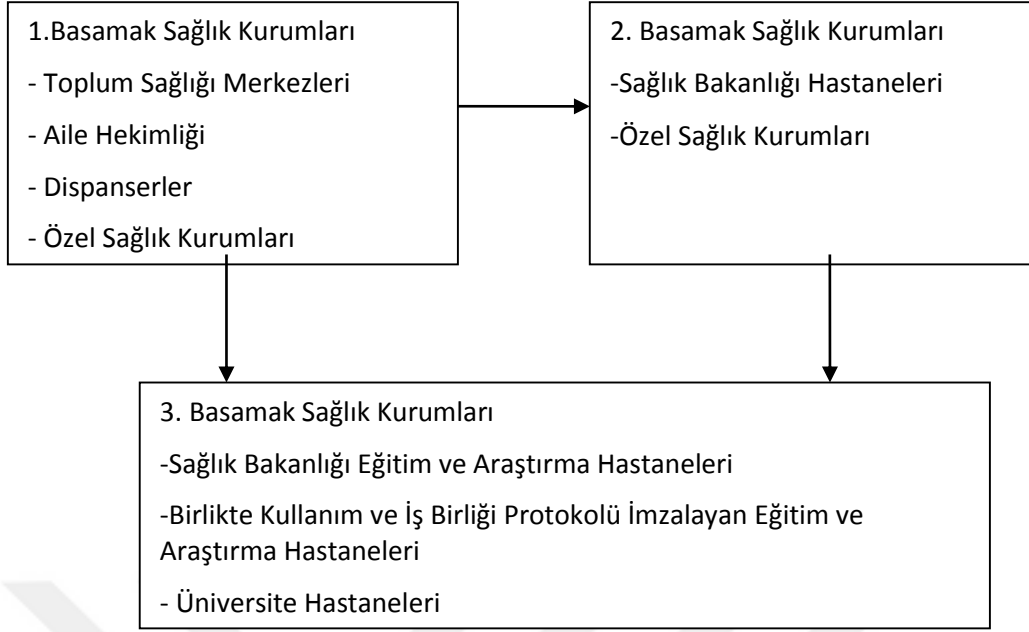 1.Basamak Sağlık Kurumları
- Toplum Sağlığı Merkezleri
- Aile Hekimliği
- Dispanserler
- Özel Sağlık Kurumları
2. Basamak Sağlık Kurumları
-Sağlık Bakanlığı Hastaneleri
-Özel Sağlık Kurumları
3. Basamak Sağlık Kurumları
-Sağlık Bakanlığı Eğitim ve Araştırma Hastaneleri
-Birlikte Kullanım ve İş Birliği Protokolü İmzalayan Eğitim ve
Araştırma Hastaneleri
- Üniversite Hastaneleri